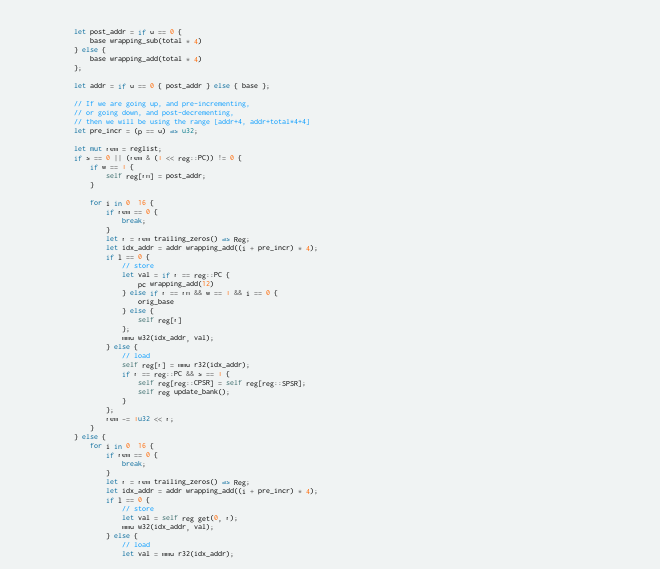 let post_addr = if u == 0 {
base.wrapping_sub(total * 4)
} else {
base.wrapping_add(total * 4)
};
let addr = if u == 0 { post_addr } else { base };
// If we are going up, and pre-incrementing,
// or going down, and post-decrementing,
// then we will be using the range [addr+4, addr+total*4+4]
let pre_incr = (p == u) as u32;
let mut rem = reglist;
if s == 0 || (rem & (1 << reg::PC)) != 0 {
if w == 1 {
self.reg[rn] = post_addr;
}
for i in 0..16 {
if rem == 0 {
break;
}
let r = rem.trailing_zeros() as Reg;
let idx_addr = addr.wrapping_add((i + pre_incr) * 4);
if l == 0 {
// store
let val = if r == reg::PC {
pc.wrapping_add(12)
} else if r == rn && w == 1 && i == 0 {
orig_base
} else {
self.reg[r]
};
mmu.w32(idx_addr, val);
} else {
// load
self.reg[r] = mmu.r32(idx_addr);
if r == reg::PC && s == 1 {
self.reg[reg::CPSR] = self.reg[reg::SPSR];
self.reg.update_bank();
}
};
rem -= 1u32 << r;
}
} else {
for i in 0..16 {
if rem == 0 {
break;
}
let r = rem.trailing_zeros() as Reg;
let idx_addr = addr.wrapping_add((i + pre_incr) * 4);
if l == 0 {
// store
let val = self.reg.get(0, r);
mmu.w32(idx_addr, val);
} else {
// load
let val = mmu.r32(idx_addr);